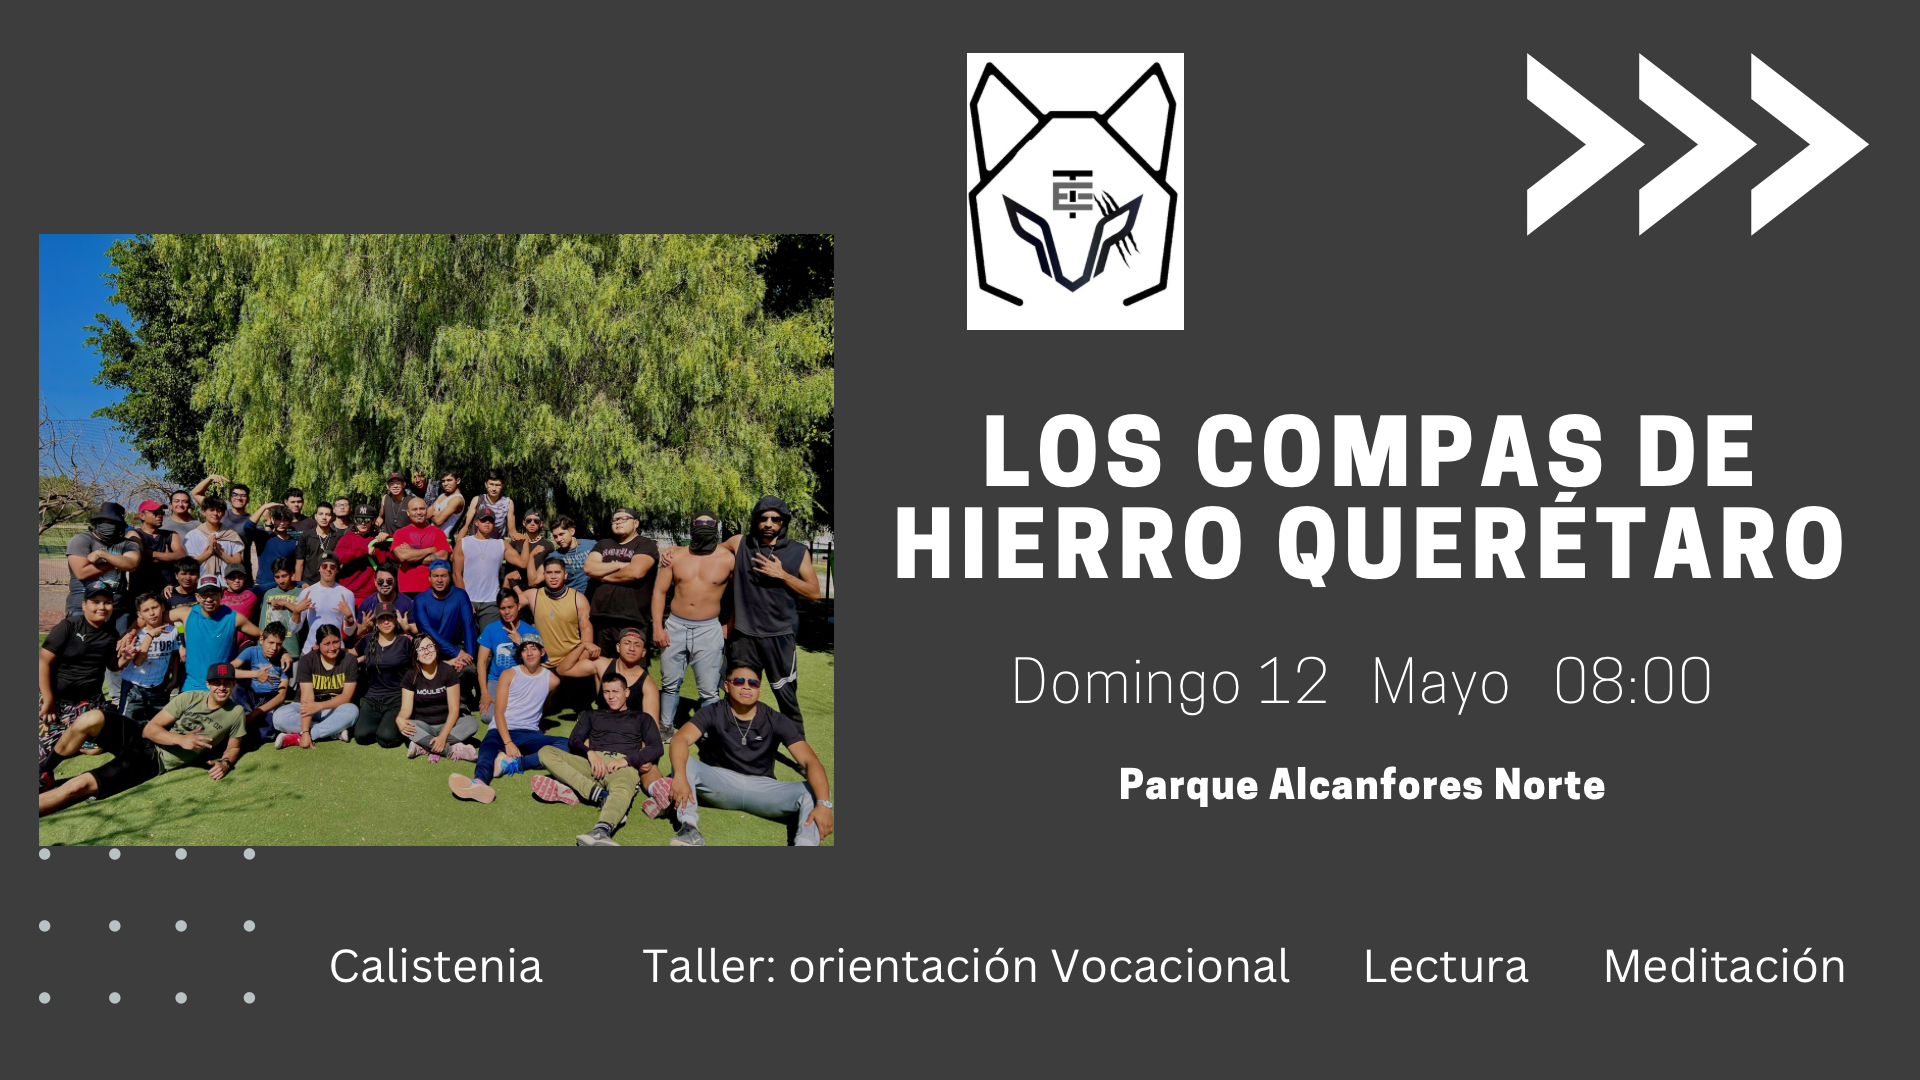 LOS COMPAS DE
HIERRO QUERÉTARO
Domingo 12 Mayo 08:00
Parque Alcanfores Norte
NIRVANA
Calistenia Taller: orientación Vocacional Lectura Meditación